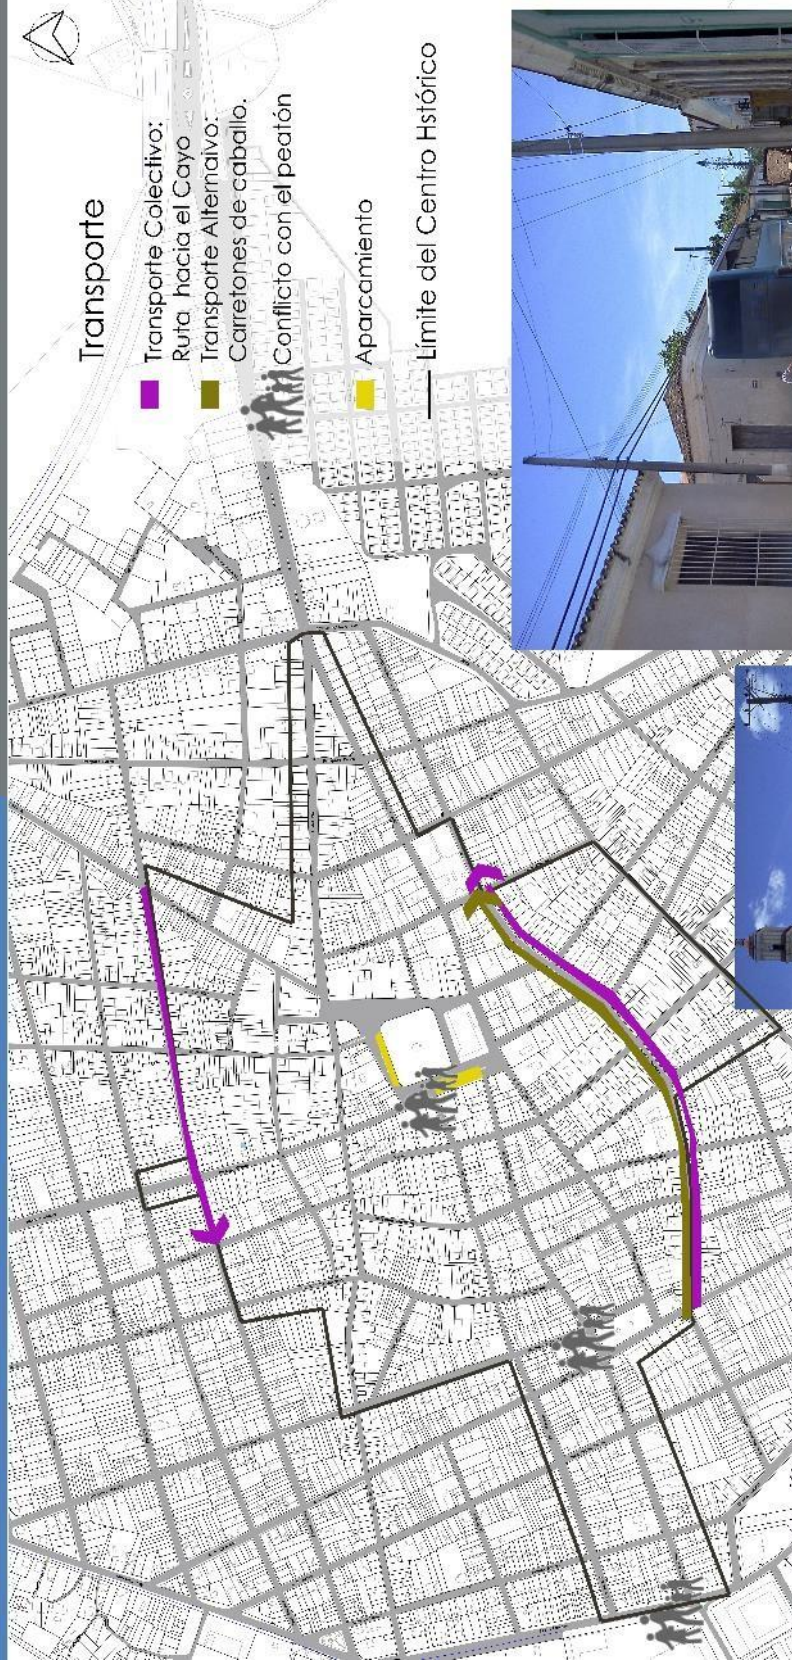 Transporte
Transporte Colectivo:
Ruta hacia el Cayo
Transporte Alternaivo:
Carretones de caballo.
Conflicto con el peatón
Aparcamiento
Límite del Centro Hstórico